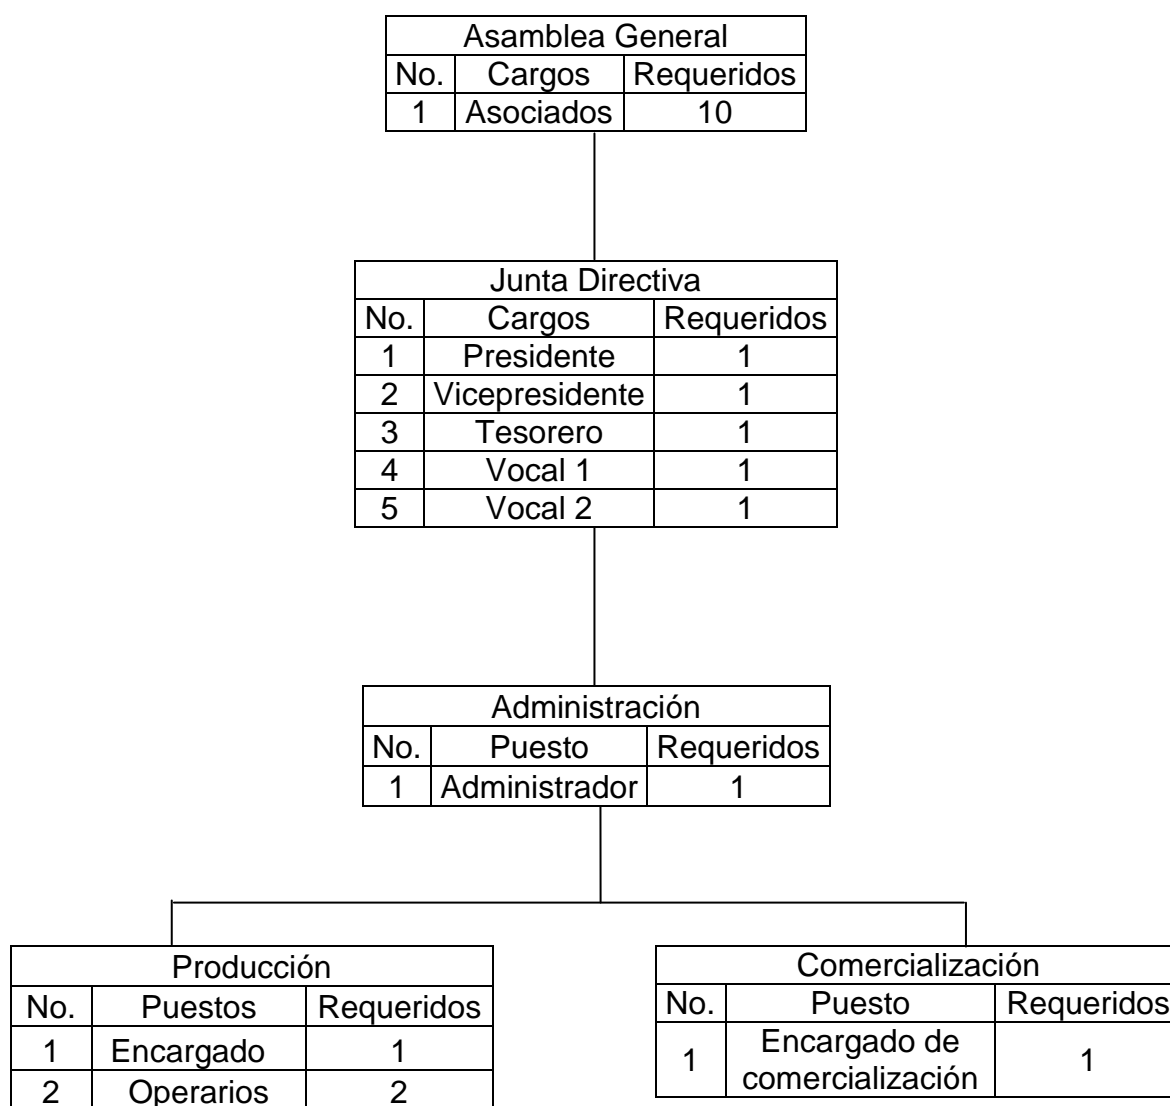 Asamblea General
No. Cargos Requeridos
1 Asociados 10
Junta Directiva
No. Cargos Requeridos
1 Presidente 1
2 Vicepresidente 1
3 Tesorero 1
4 Vocal 1 1
5 Vocal 2 1
Administración
No. Puesto Requeridos
1 Administrador 1
Producción
No. Puestos Requeridos
1 Encargado 1
2 Operarios 2
Comercialización
No. Puesto Requeridos
1 Encargado de 1
comercialización